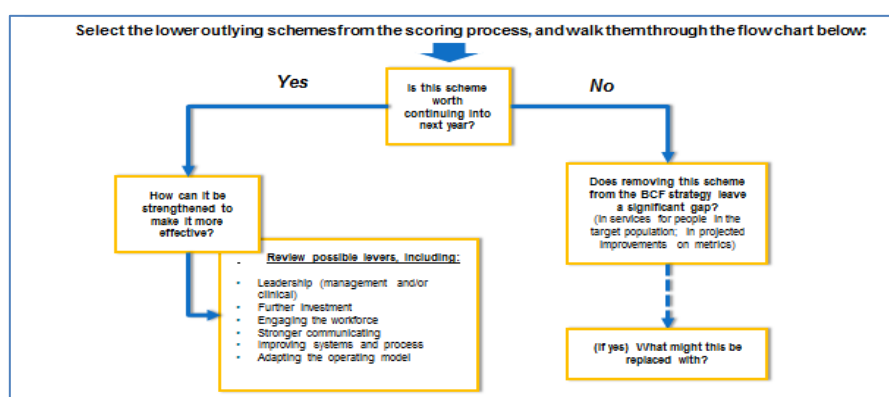 Select the lower outlying schemes from the scoring process, and walk them through the flow chart below:
Yes
No
Is this scheme
worth
continuing into
next year?
How can it be
strengthened to
make it more
effective?
Does removing this scheme
from the BCF strategy leave
a significant gap?
(in services for people in the
target population; in projected
improvements on metrics)
Review possible levers, including:
• Leadership (management and/or
clinical)
• Further investment
• Engaging the workforce
• Stronger communicating
• Improving systems and process
• Adapting the operating model
(if yes) What might this be
replaced with?